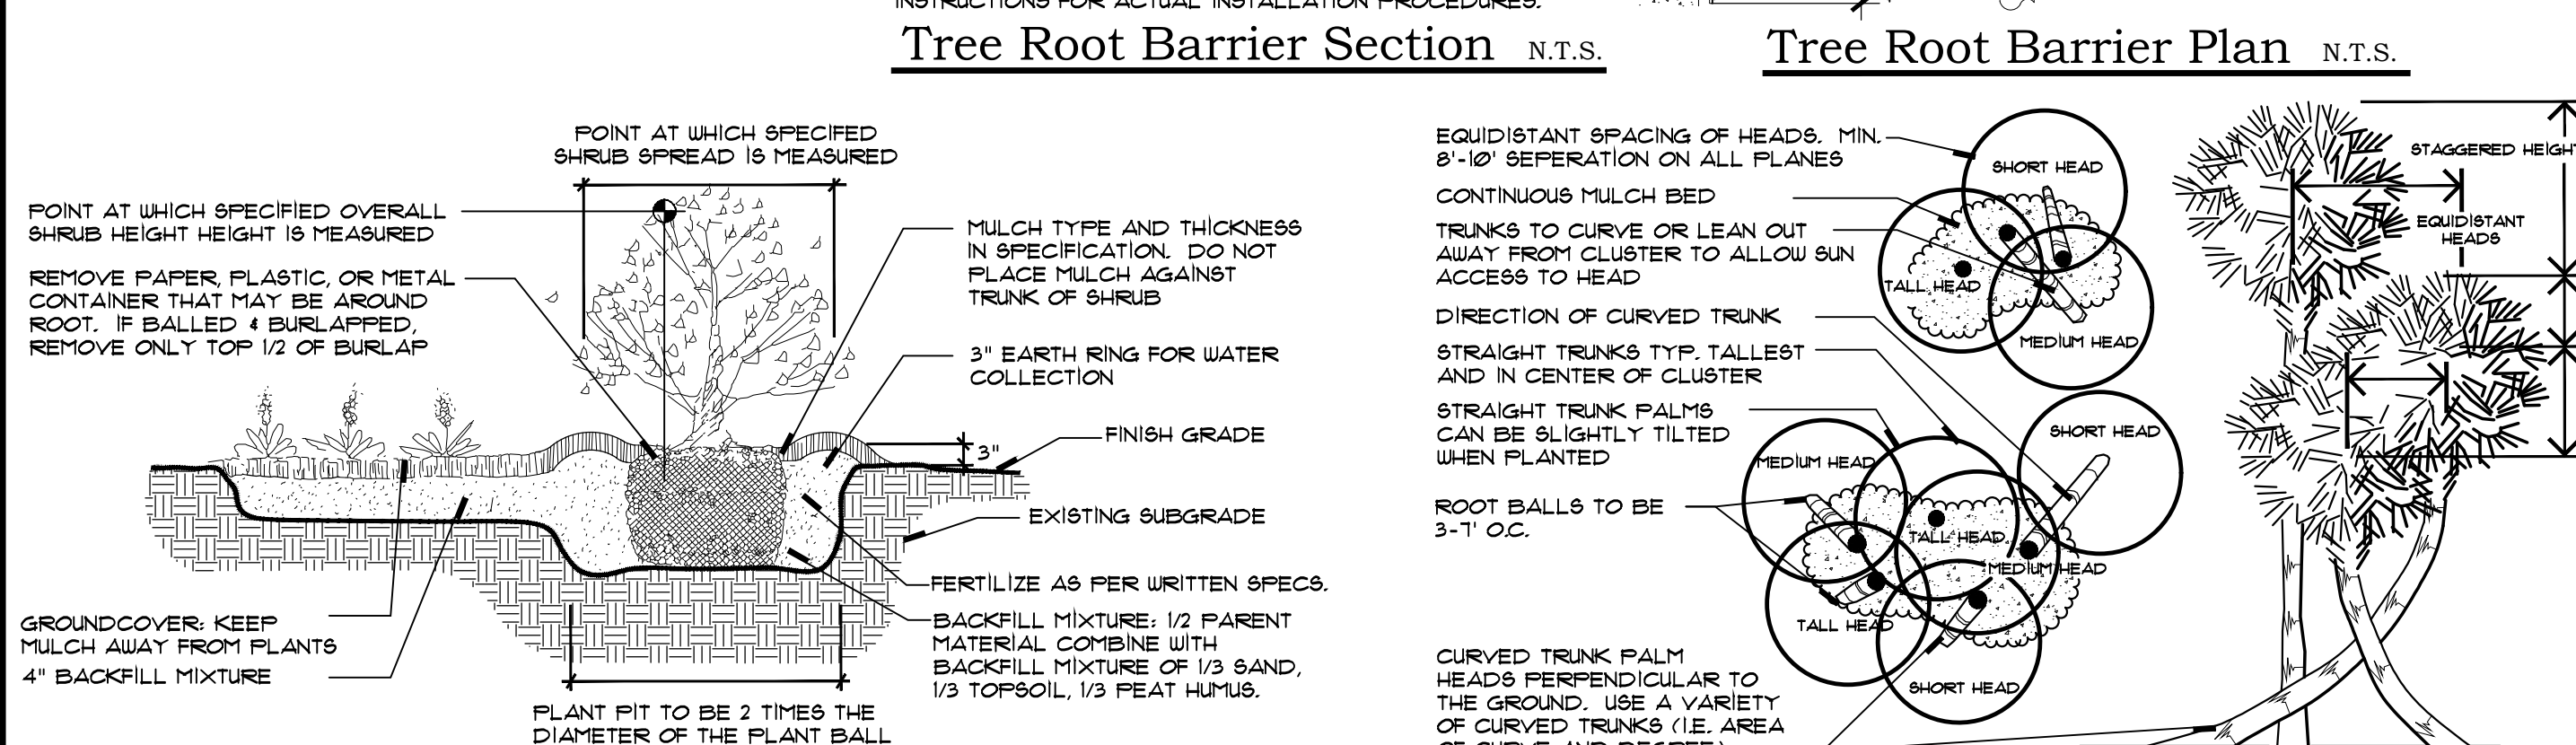 INSTRUCTIONS FOR ACTUAL INSTALLATION PROCEDURES.
Tree Root Barrier Section N.T.S.
Tree Root Barrier Plan N.T.S.
POINT AT WHICH SPECIFED
SHRUB SPREAD IS MEASURED
POINT AT WHICH SPECIFIED OVERALL
SHRUB HEIGHT HEIGHT IS MEASURED
REMOVE PAPER, PLASTIC, OR METAL
CONTAINER THAT MAY BE AROUND
ROOT. IF BALLED & BURLAPPED,
REMOVE ONLY TOP 1/2 OF BURLAP
GROUNDCOVER: KEEP
MULCH AWAY FROM PLANTS
4" BACKFILL MIXTURE
MULCH TYPE AND THICKNESS
IN SPECIFICATION. DO NOT
PLACE MULCH AGAINST
TRUNK OF SHRUB
3" EARTH RING FOR WATER
COLLECTION
FINISH GRADE
3"
EXISTING SUBGRADE
FERTILIZE AS PER WRITTEN SPECS.
BACKFILL MIXTURE: 1/2 PARENT
MATERIAL COMBINE WITH
BACKFILL MIXTURE OF 1/3 SAND,
1/3 TOPSOIL, 1/3 PEAT HUMUS.
PLANT PIT TO BE 2 TIMES THE
DIAMETER OF THE PLANT BALL
EQUIDISTANT SPACING OF HEADS. MIN.
8'-10' SEPERATION ON ALL PLANES
CONTINUOUS MULCH BED
TRUNKS TO CURVE OR LEAN OUT
AWAY FROM CLUSTER TO ALLOW SUN
ACCESS TO HEAD
DIRECTION OF CURVED TRUNK
STRAIGHT TRUNKS TYP. TALLEST
AND IN CENTER OF CLUSTER
STRAIGHT TRUNK PALMS
CAN BE SLIGHTLY TILTED
WHEN PLANTED
ROOT BALLS TO BE
3-7' O.C.
CURVED TRUNK PALM
HEADS PERPENDICULAR TO
THE GROUND. USE A VARIETY
OF CURVED TRUNKS (I.E. AREA
OF CURVE AND DEGREE)
SHORT HEAD
TALL HEAD
MEDIUM HEAD
SHORT HEAD
MEDIUM HEAD
TALL HEAD
MEDIUM HEAD
TALL HEAD
SHORT HEAD
STAGGERED HEIGHT
EQUIDISTANT
HEADS